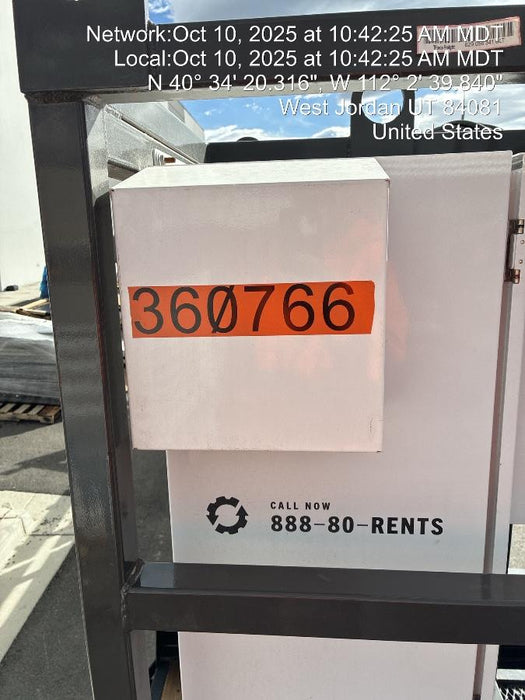 Network:Oct 10, 2025 at 10:42:25 AM MDT
Local:Oct 10, 2025 at 10:42:25 AM MDT
N 40° 34' 20.316", W 112° 2' 39.840"
West Jordan UT 84081
United States
36Ø766
CALL NOW
888-80-RENTS